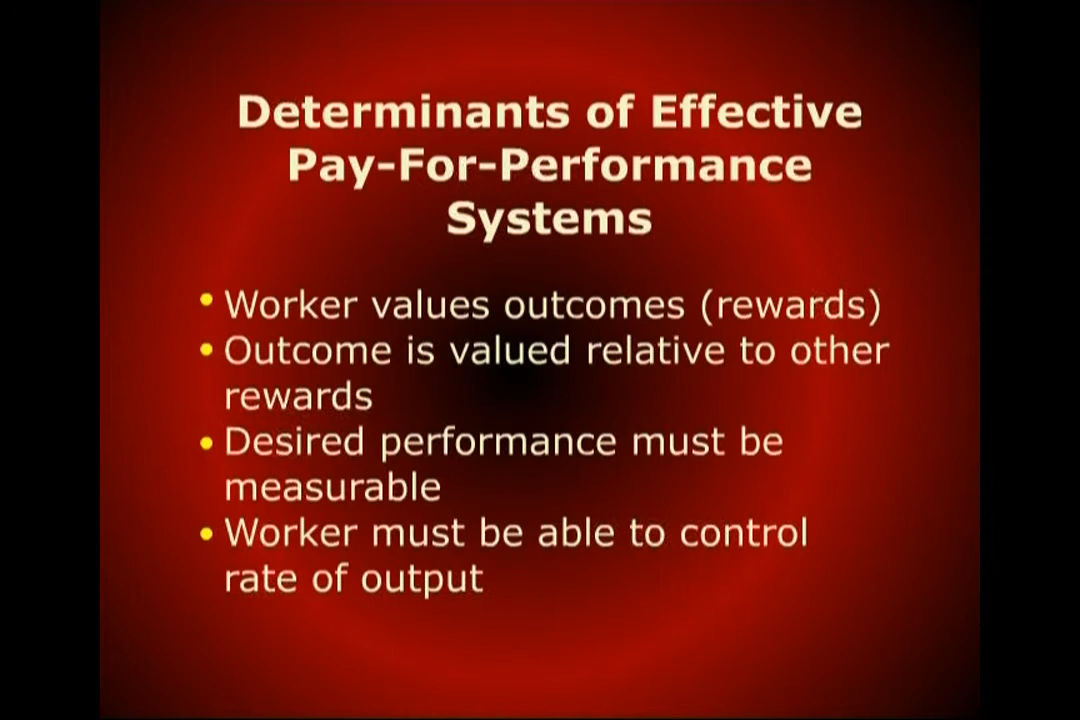 Determinants of Effective
Pay-For-Performance
Systems
• Worker values outcomes (rewards)
• Outcome is valued relative to other
rewards
• Desired performance must be
measurable
• Worker must be able to control
rate of output